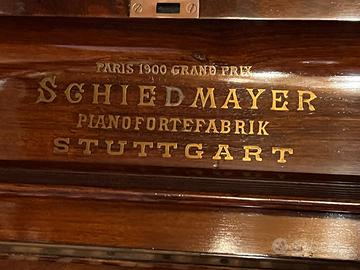 PARIS 1900 GRAND PRIX
SCHIEDMAYER
PIANOFORTEFABRIK
STUTTGART